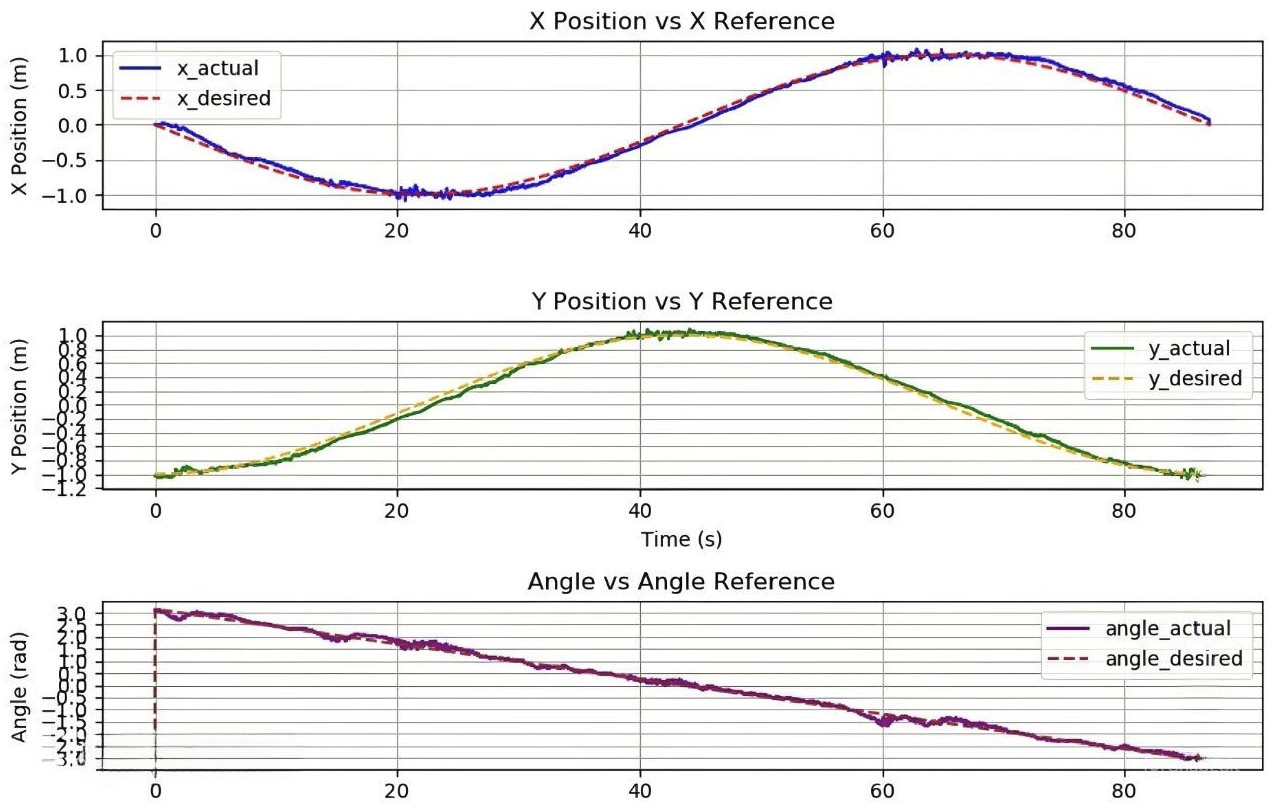 X Position vs X Reference
X Position (m)
1.0
0.5
0.0
−0.5
−1.0
x_actual
x_desired
0 20 40 60 80
Y Position vs Y Reference
Y Position (m)
1.0
0.8
0.6
0.4
0.2
0.0
−0.2
−0.4
−0.6
−0.8
−1.0
−1.2
y_actual
y_desired
0 20 40 60 80
Time (s)
Angle vs Angle Reference
Angle (rad)
3.0
2.0
1.5
1.0
0.5
0.0
−0.5
−1.0
−1.5
−2.5
−3.0
angle_actual
angle_desired
0 20 40 60 80